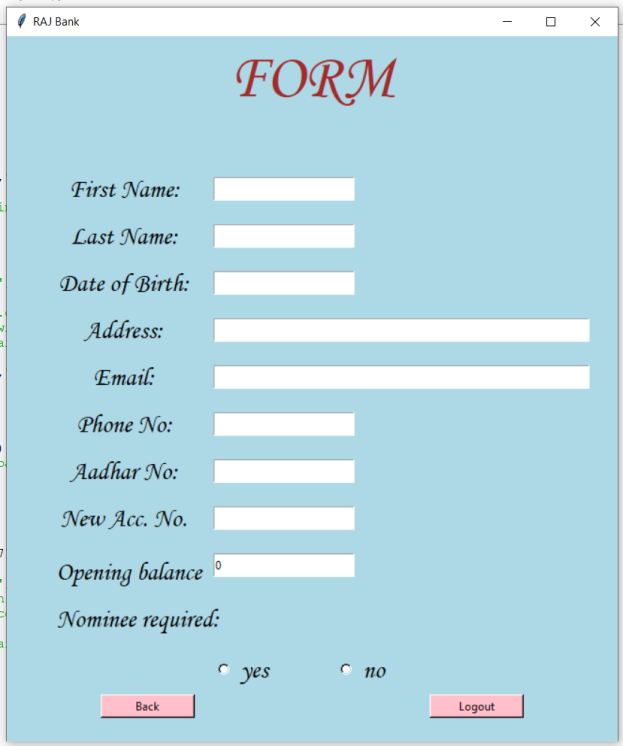 RAJ Bank
FORM
First Name:
Last Name:
Date of Birth:
Address:
Email:
Phone No:
Aadhar No:
New Acc. No.
Opening balance 0
Nominee required:
yes no
Back Logout